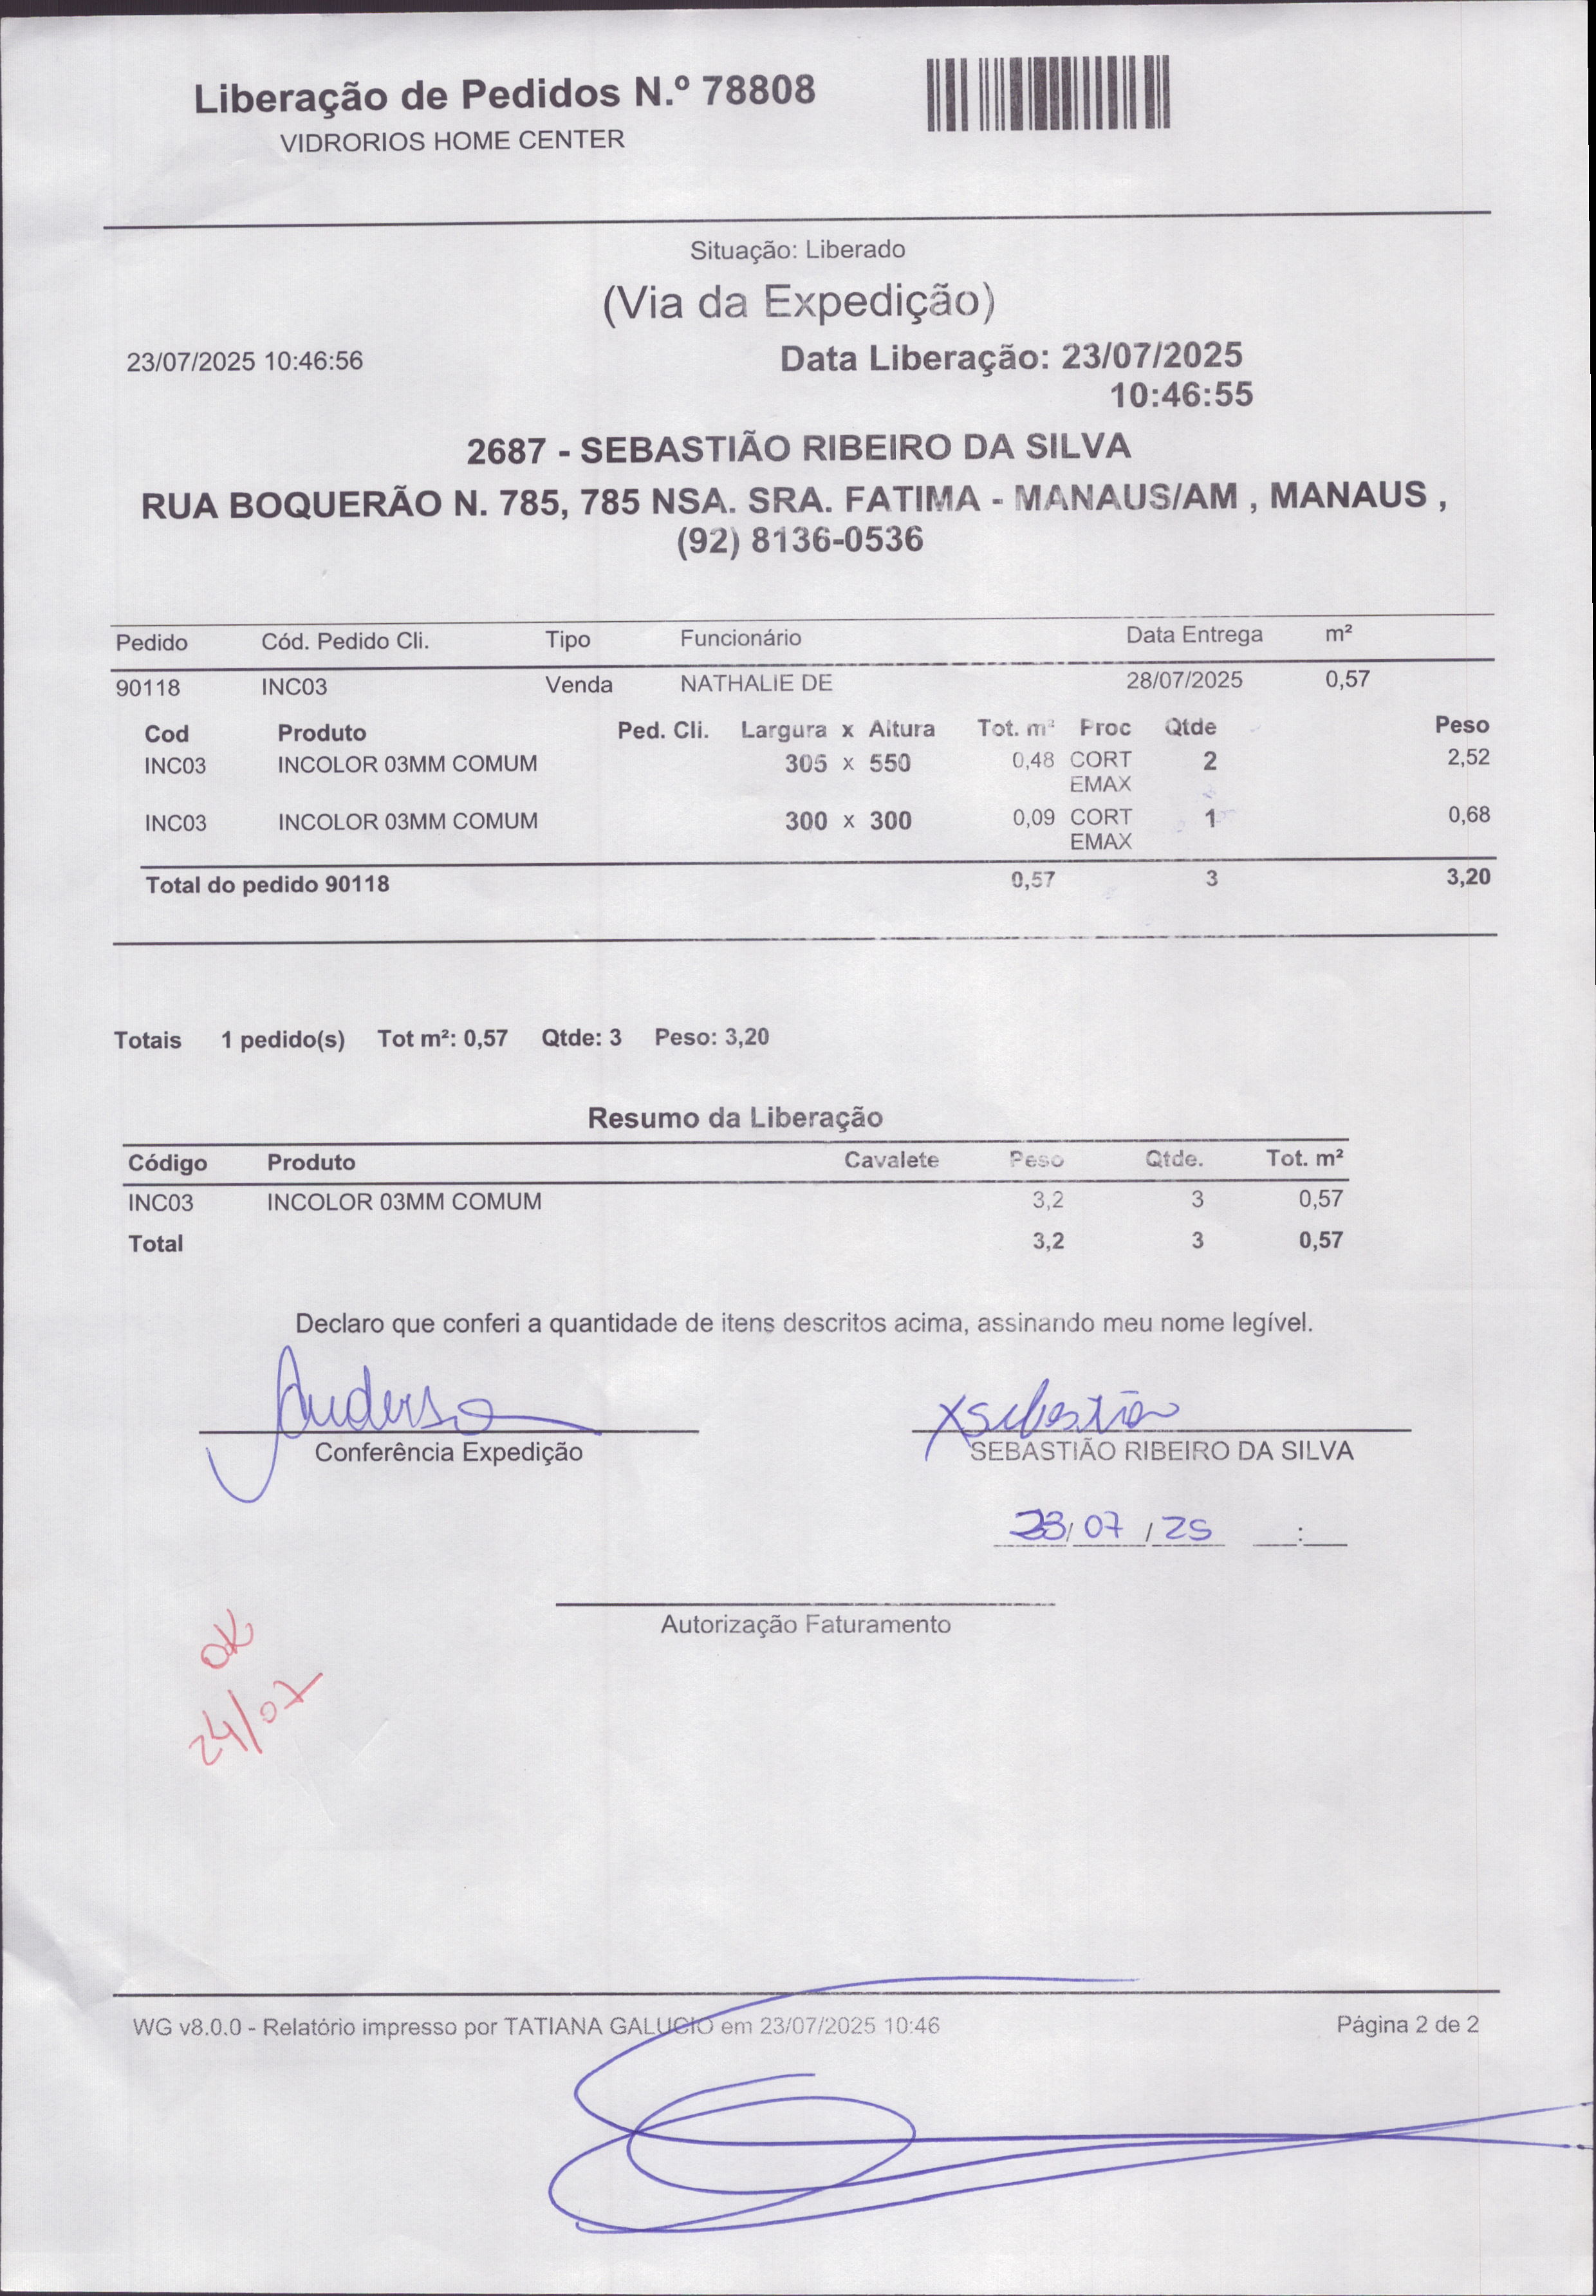 Liberação de Pedidos N.º 78808
VIDRORIOS HOME CENTER
Situação: Liberado
(Via da Expedição)
23/07/2025 10:46:56 Data Liberação: 23/07/2025
10:46:55
2687 - SEBASTIÃO RIBEIRO DA SILVA
RUA BOQUERÃO N. 785, 785 NSA. SRA. FATIMA - MANAUS/AM , MANAUS ,
(92) 8136-0536
Pedido Cód. Pedido Cli. Tipo Funcionário Data Entrega m²
90118 INC03 Venda NATHALIE DE 28/07/2025 0,57
Cod Produto Ped. Cli. Largura x Altura Tot. m² Proc Qtde Peso
INC03 INCOLOR 03MM COMUM 305 x 550 0,48 CORT 2 2,52
EMAX
INC03 INCOLOR 03MM COMUM 300 x 300 0,09 CORT 1 0,68
EMAX
Total do pedido 90118 0,57 3 3,20
Totais 1 pedido(s) Tot m²: 0,57 Qtde: 3 Peso: 3,20
Resumo da Liberação
Código Produto Cavalete Peso Qtde. Tot. m²
INC03 INCOLOR 03MM COMUM 3,2 3 0,57
Total 3,2 3 0,57
Declaro que conferi a quantidade de itens descritos acima, assinando meu nome legível.
Anderso xsebastião
Conferência Expedição SEBASTIÃO RIBEIRO DA SILVA
23/07/25 __:__
Autorização Faturamento
OK
24/07
WG v8.0.0 - Relatório impresso por TATIANA GALUCIO em 23/07/2025 10:46 Página 2 de 2